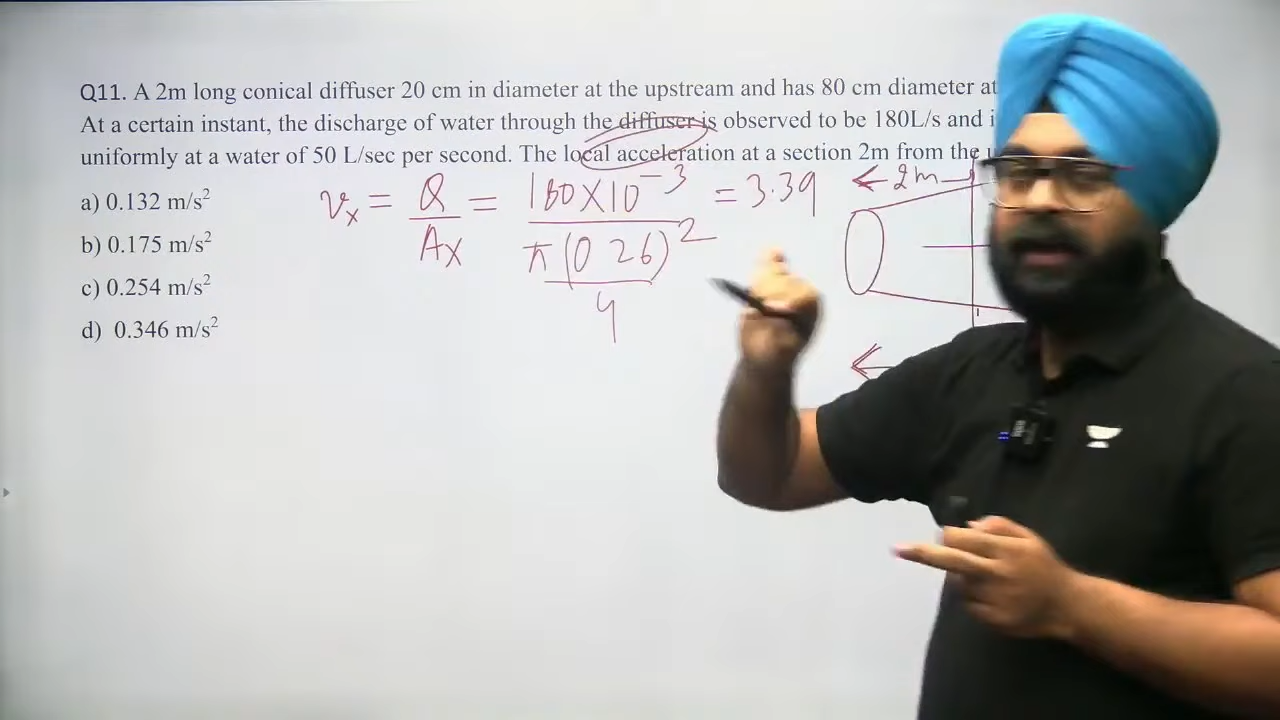 Q11. A 2m long conical diffuser 20 cm in diameter at the upstream and has 80 cm diameter at
At a certain instant, the discharge of water through the diffuser is observed to be 180L/s and i
uniformly at a water of 50 L/sec per second. The local acceleration at a section 2m from the
a) 0.132 m/s²
b) 0.175 m/s²
c) 0.254 m/s²
d) 0.346 m/s²
v_x = Q / A_x = 180 X 10^-3 / (π (0 26)^2 / 4) = 3.39
2m